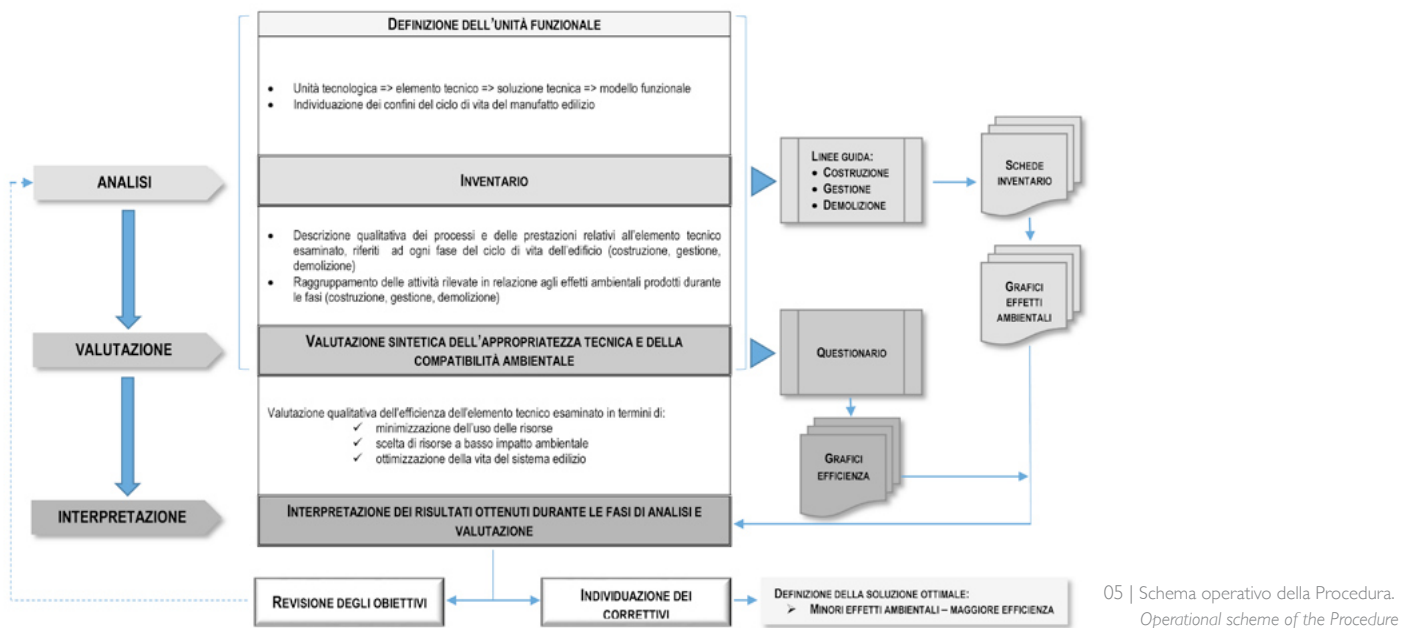 DEFINIZIONE DELL'UNITÀ FUNZIONALE
• Unità tecnologica => elemento tecnico => soluzione tecnica => modello funzionale
• Individuazione dei confini del ciclo di vita del manufatto edilizio
ANALISI
INVENTARIO
LINEE GUIDA:
• COSTRUZIONE
• GESTIONE
• DEMOLIZIONE
SCHEDE
INVENTARIO
• Descrizione qualitativa dei processi e delle prestazioni relativi all'elemento tecnico
esaminato, riferiti ad ogni fase del ciclo di vita dell'edificio (costruzione, gestione,
demolizione)
• Raggruppamento delle attività rilevate in relazione agli effetti ambientali prodotti durante
le fasi (costruzione, gestione, demolizione)
GRAFICI
EFFETTI
AMBIENTALI
VALUTAZIONE
VALUTAZIONE SINTETICA DELL'APPROPRIATEZZA TECNICA E DELLA
COMPATIBILITÀ AMBIENTALE
QUESTIONARIO
Valutazione qualitativa dell'efficienza dell'elemento tecnico esaminato in termini di:
✓ minimizzazione dell'uso delle risorse
✓ scelta di risorse a basso impatto ambientale
✓ ottimizzazione della vita del sistema edilizio
GRAFICI
EFFICIENZA
INTERPRETAZIONE
INTERPRETAZIONE DEI RISULTATI OTTENUTI DURANTE LE FASI DI ANALISI E
VALUTAZIONE
REVISIONE DEGLI OBIETTIVI
INDIVIDUAZIONE DEI
CORRETTIVI
DEFINIZIONE DELLA SOLUZIONE OTTIMALE:
➢ MINORI EFFETTI AMBIENTALI – MAGGIORE EFFICIENZA
05 | Schema operativo della Procedura.
Operational scheme of the Procedure